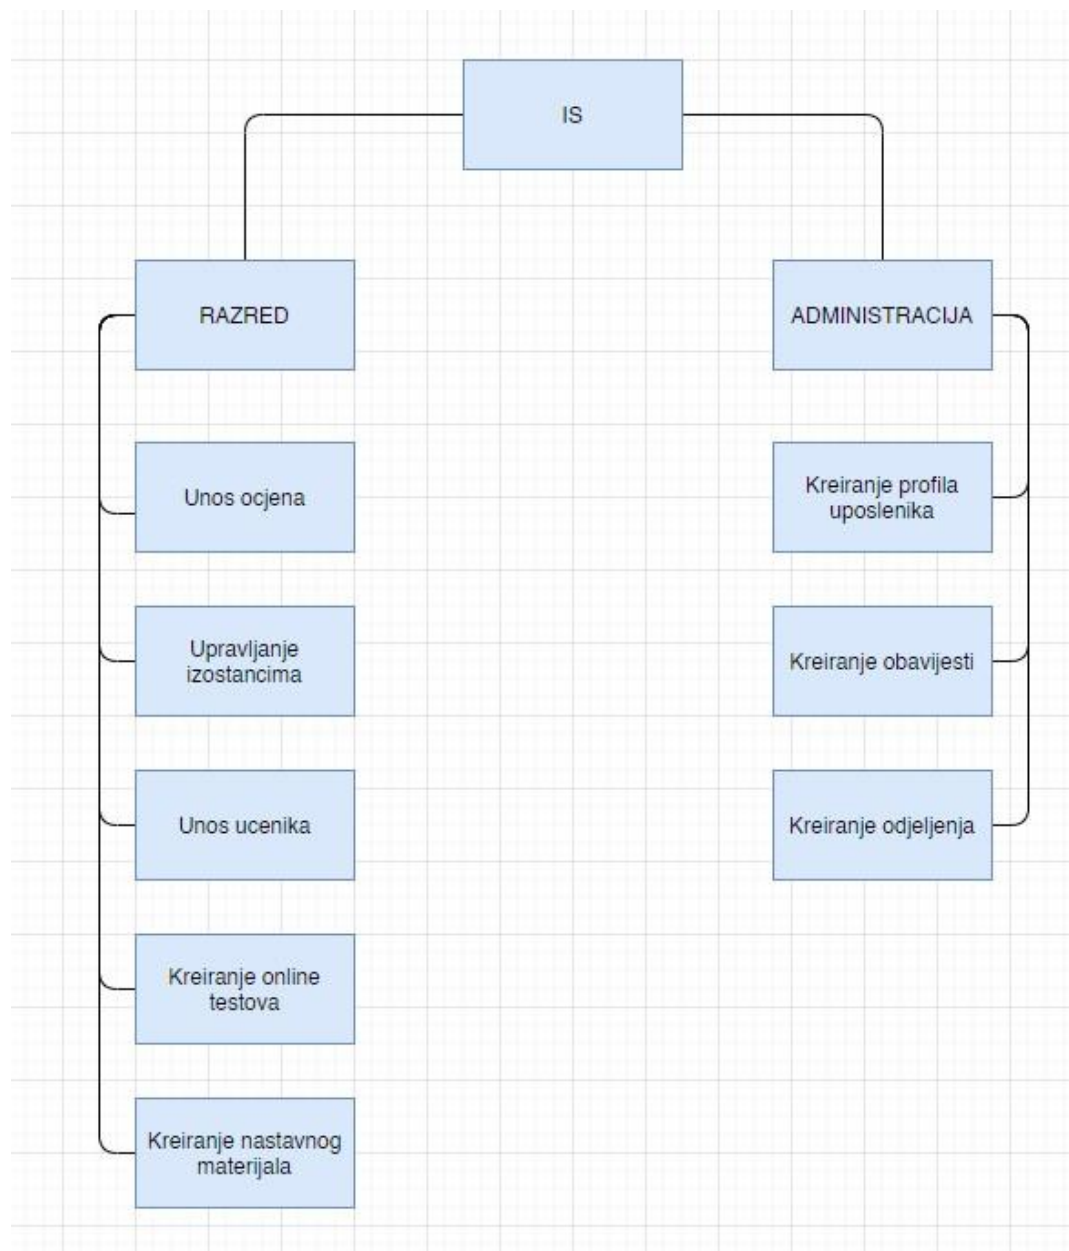 IS
RAZRED
ADMINISTRACIJA
Unos ocjena
Kreiranje profila
uposlenika
Upravljanje
izostancima
Kreiranje obavijesti
Unos ucenika
Kreiranje odjeljenja
Kreiranje online
testova
Kreiranje nastavnog
materijala